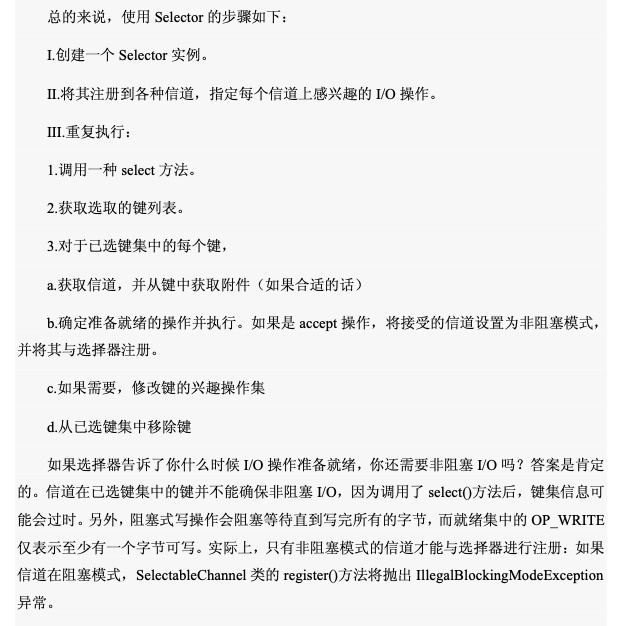 总的来说，使用 Selector 的步骤如下：
I.创建一个 Selector 实例。
II.将其注册到各种信道，指定每个信道上感兴趣的 I/O 操作。
III.重复执行：
1.调用一种 select 方法。
2.获取选取的键列表。
3.对于已选键集中的每个键，
a.获取信道，并从键中获取附件（如果合适的话）
b.确定准备就绪的操作并执行。如果是 accept 操作，将接受的信道设置为非阻塞模式，
并将其与选择器注册。
c.如果需要，修改键的兴趣操作集
d.从已选键集中移除键
如果选择器告诉了你什么时候 I/O 操作准备就绪，你还需要非阻塞 I/O 吗？答案是肯定
的。信道在已选键集中的键并不能确保非阻塞 I/O，因为调用了 select()方法后，键集信息可
能会过时。另外，阻塞式写操作会阻塞等待直到写完所有的字节，而就绪集中的 OP_WRITE
仅表示至少有一个字节可写。实际上，只有非阻塞模式的信道才能与选择器进行注册：如果
信道在阻塞模式，SelectableChannel 类的 register()方法将抛出 IllegalBlockingModeException
异常。